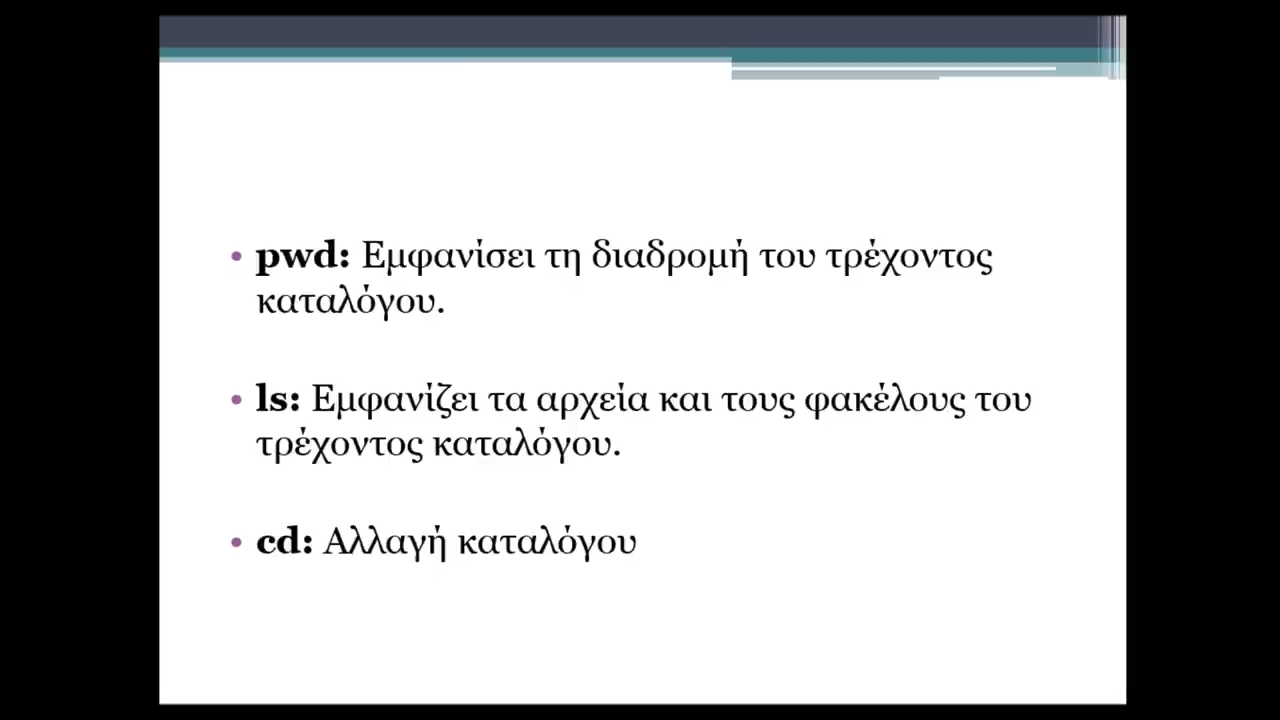 • pwd: Εμφανίσει τη διαδρομή του τρέχοντος
καταλόγου.
• ls: Εμφανίζει τα αρχεία και τους φακέλους του
τρέχοντος καταλόγου.
• cd: Αλλαγή καταλόγου